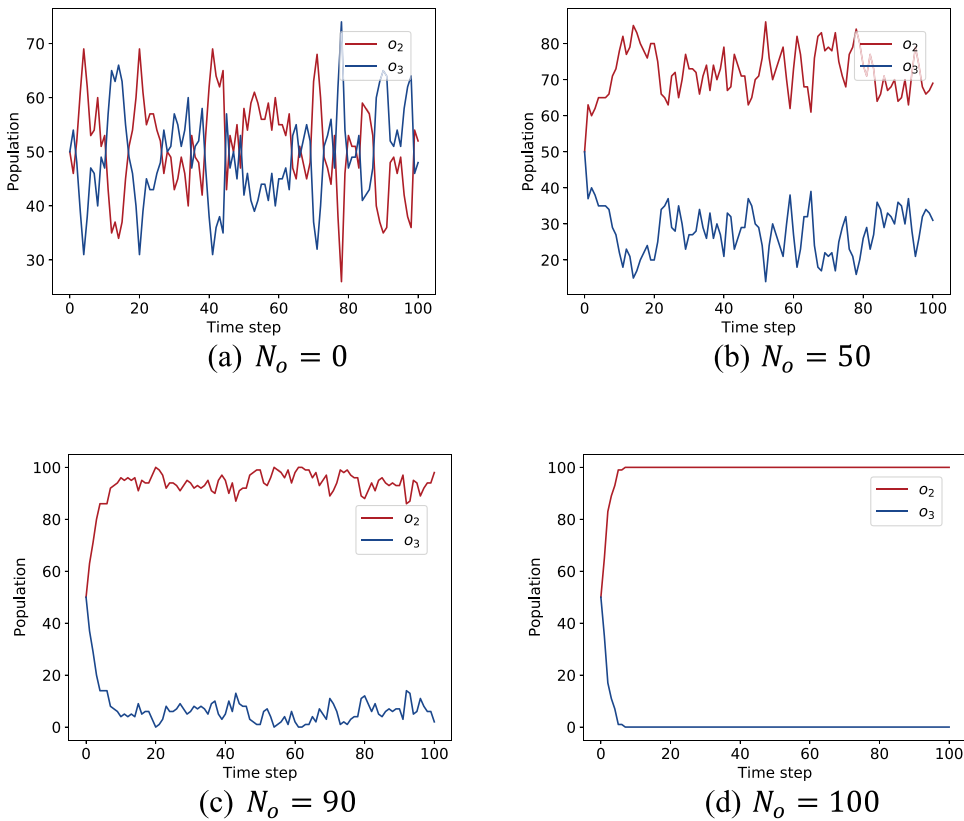 70
60
50
40
30
Population
o₂
o₃
0 20 40 60 80 100
Time step
(a) Nₒ = 0
80
70
60
50
40
30
20
Population
o₂
o₃
0 20 40 60 80 100
Time step
(b) Nₒ = 50
100
80
60
40
20
0
Population
o₂
o₃
0 20 40 60 80 100
Time step
(c) Nₒ = 90
100
80
60
40
20
0
Population
o₂
o₃
0 20 40 60 80 100
Time step
(d) Nₒ = 100